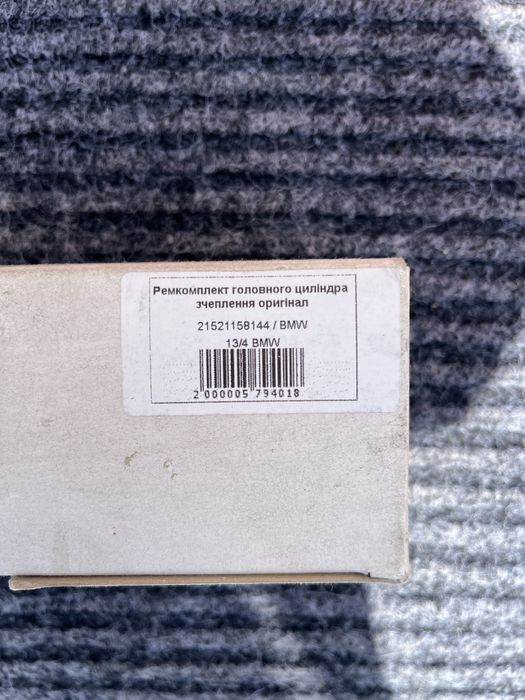 Ремкомплект головного циліндра
зчеплення оригінал
21521158144 / BMW
13/4 BMW
2 000005 794018